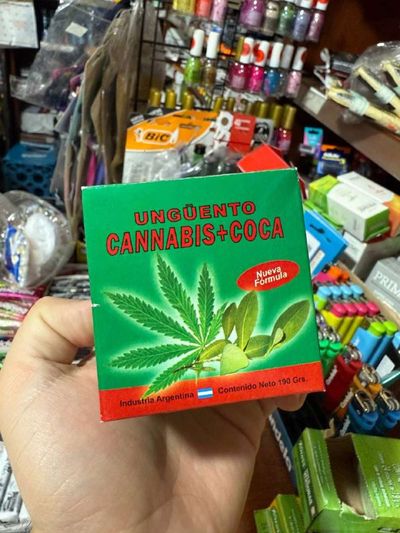 BIC
UNGÜENTO
CANNABIS+COCA
Nueva
Fórmula
Industria Argentina
Contenido Neto 190 Grs.